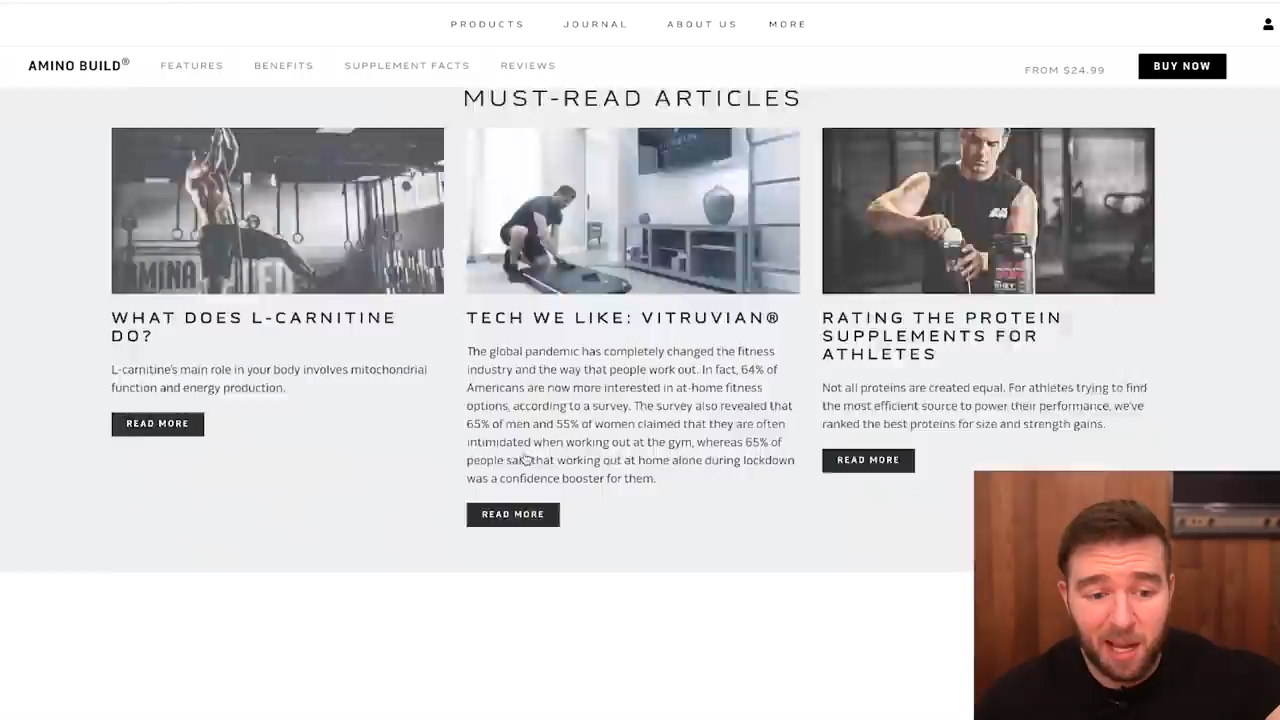 PRODUCTS JOURNAL ABOUT US MORE
AMINO BUILD® FEATURES BENEFITS SUPPLEMENT FACTS REVIEWS FROM $24.99 BUY NOW
MUST-READ ARTICLES
WHAT DOES L-CARNITINE
DO?
L-carnitine's main role in your body involves mitochondrial
function and energy production.
READ MORE
TECH WE LIKE: VITRUVIAN®
The global pandemic has completely changed the fitness
industry and the way that people work out. In fact, 64% of
Americans are now more interested in at-home fitness
options, according to a survey. The survey also revealed that
65% of men and 55% of women claimed that they are often
intimidated when working out at the gym, whereas 65% of
people said that working out at home alone during lockdown
was a confidence booster for them.
READ MORE
RATING THE PROTEIN
SUPPLEMENTS FOR
ATHLETES
Not all proteins are created equal. For athletes trying to find
the most efficient source to power their performance, we've
ranked the best proteins for size and strength gains.
READ MORE